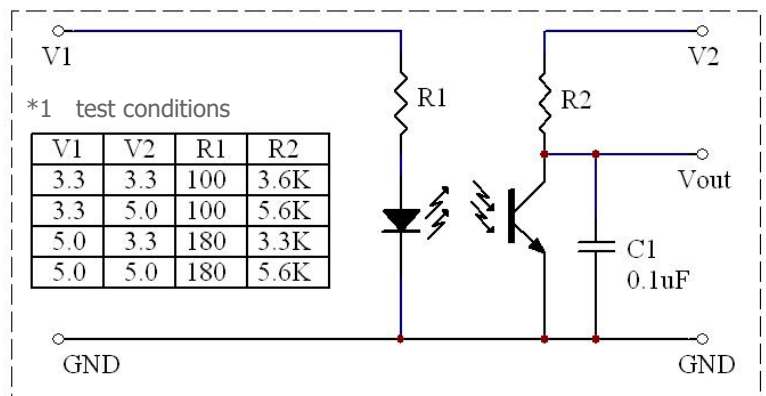 V1
V2
*1 test conditions
R1
R2
V1 V2 R1 R2
3.3 3.3 100 3.6K
3.3 5.0 100 5.6K
5.0 3.3 180 3.3K
5.0 5.0 180 5.6K
Vout
C1
0.1uF
GND
GND